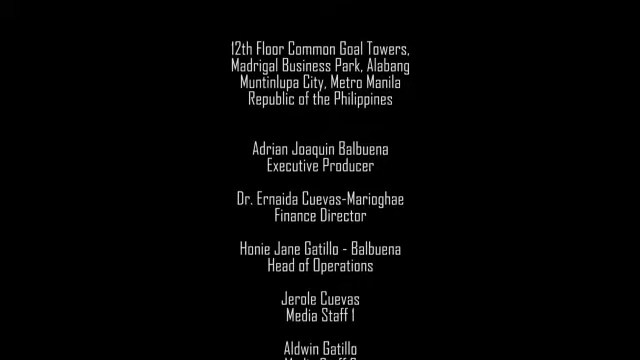 12th Floor Common Goal Towers,
Madrigal Business Park, Alabang
Muntinlupa City, Metro Manila
Republic of the Philippines
Adrian Joaquin Balbuena
Executive Producer
Dr. Ernaida Cuevas-Marioghae
Finance Director
Honie Jane Gatillo - Balbuena
Head of Operations
Jerole Cuevas
Media Staff 1
Aldwin Gatillo
Media Staff